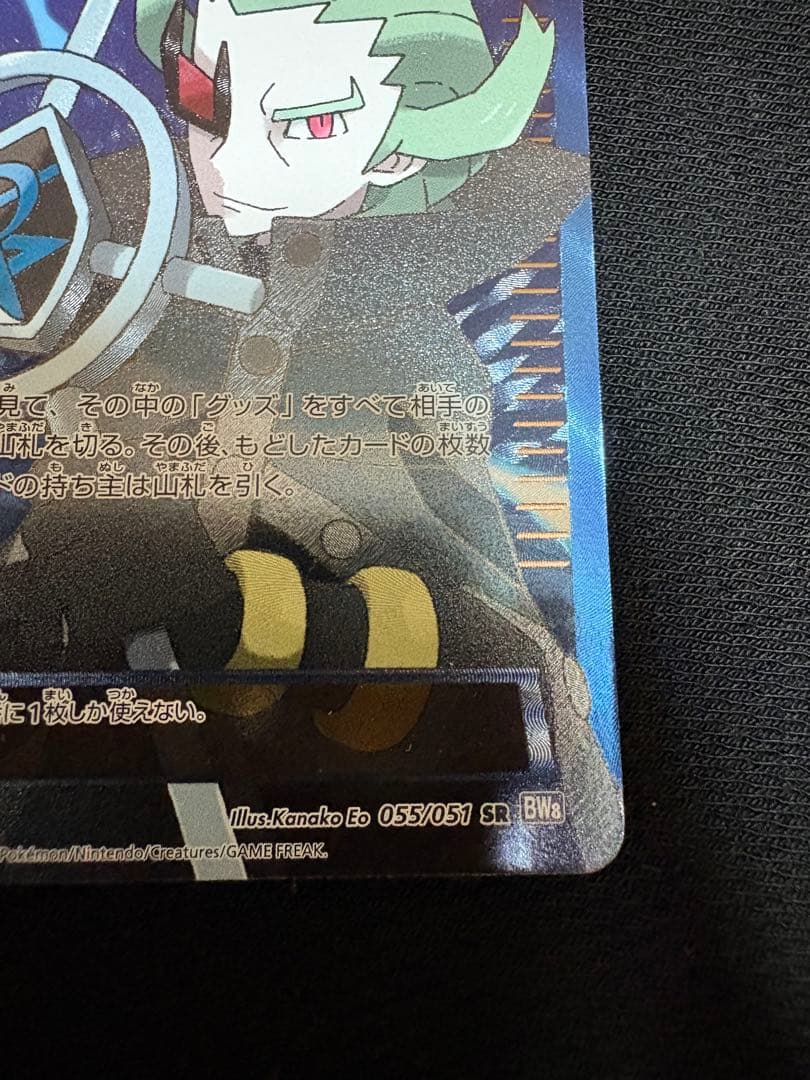 見て、その中の「グッズ」をすべて相手の
山札を切る。その後、もどしたカードの枚数
ドの持ち主は山札を引く。
に1枚しか使えない。
Illus.Kanako Eo 055/051 SR BW8
Pokémon/Nintendo/Creatures/GAME FREAK.